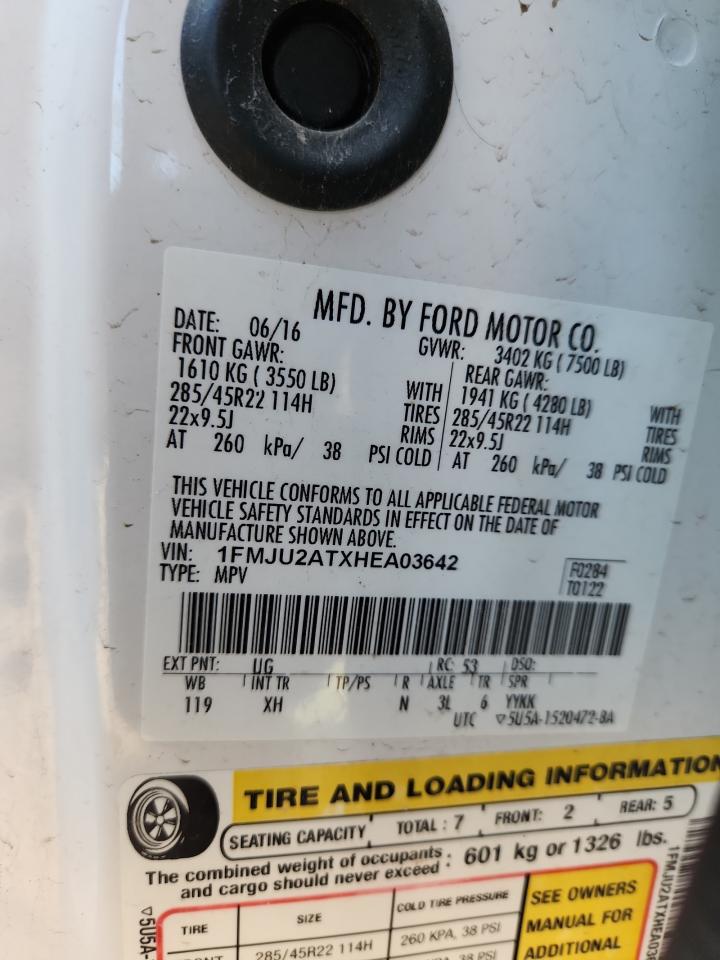 MFD. BY FORD MOTOR CO.
DATE: 06/16
GVWR: 3402 KG ( 7500 LB)
FRONT GAWR:
1610 KG ( 3550 LB) WITH
285/45R22 114H TIRES
22x9.5J RIMS
AT 260 kPa/ 38 PSI COLD
REAR GAWR:
1941 KG ( 4280 LB) WITH
285/45R22 114H TIRES
22x9.5J RIMS
AT 260 kPa/ 38 PSI COLD
THIS VEHICLE CONFORMS TO ALL APPLICABLE FEDERAL MOTOR
VEHICLE SAFETY STANDARDS IN EFFECT ON THE DATE OF
MANUFACTURE SHOWN ABOVE.
VIN: 1FMJU2ATXHEA03642
TYPE: MPV
F0284
T0122
EXT PNT: UG RC: 53 DSO:
WB INT TR TP/PS R AXLE TR SPR
119 XH N 3L 6 YYKK
UTC ▽5U5A-1520472-BA
TIRE AND LOADING INFORMATION
SEATING CAPACITY TOTAL : 7 FRONT: 2 REAR: 5
The combined weight of occupants : 601 kg or 1326 lbs.
and cargo should never exceed
TIRE SIZE COLD TIRE PRESSURE
285/45R22 114H 260 KPA, 38 PSI
38 PSI
SEE OWNERS
MANUAL FOR
ADDITIONAL
▽5U5A-
1FMJU2ATXHEA03